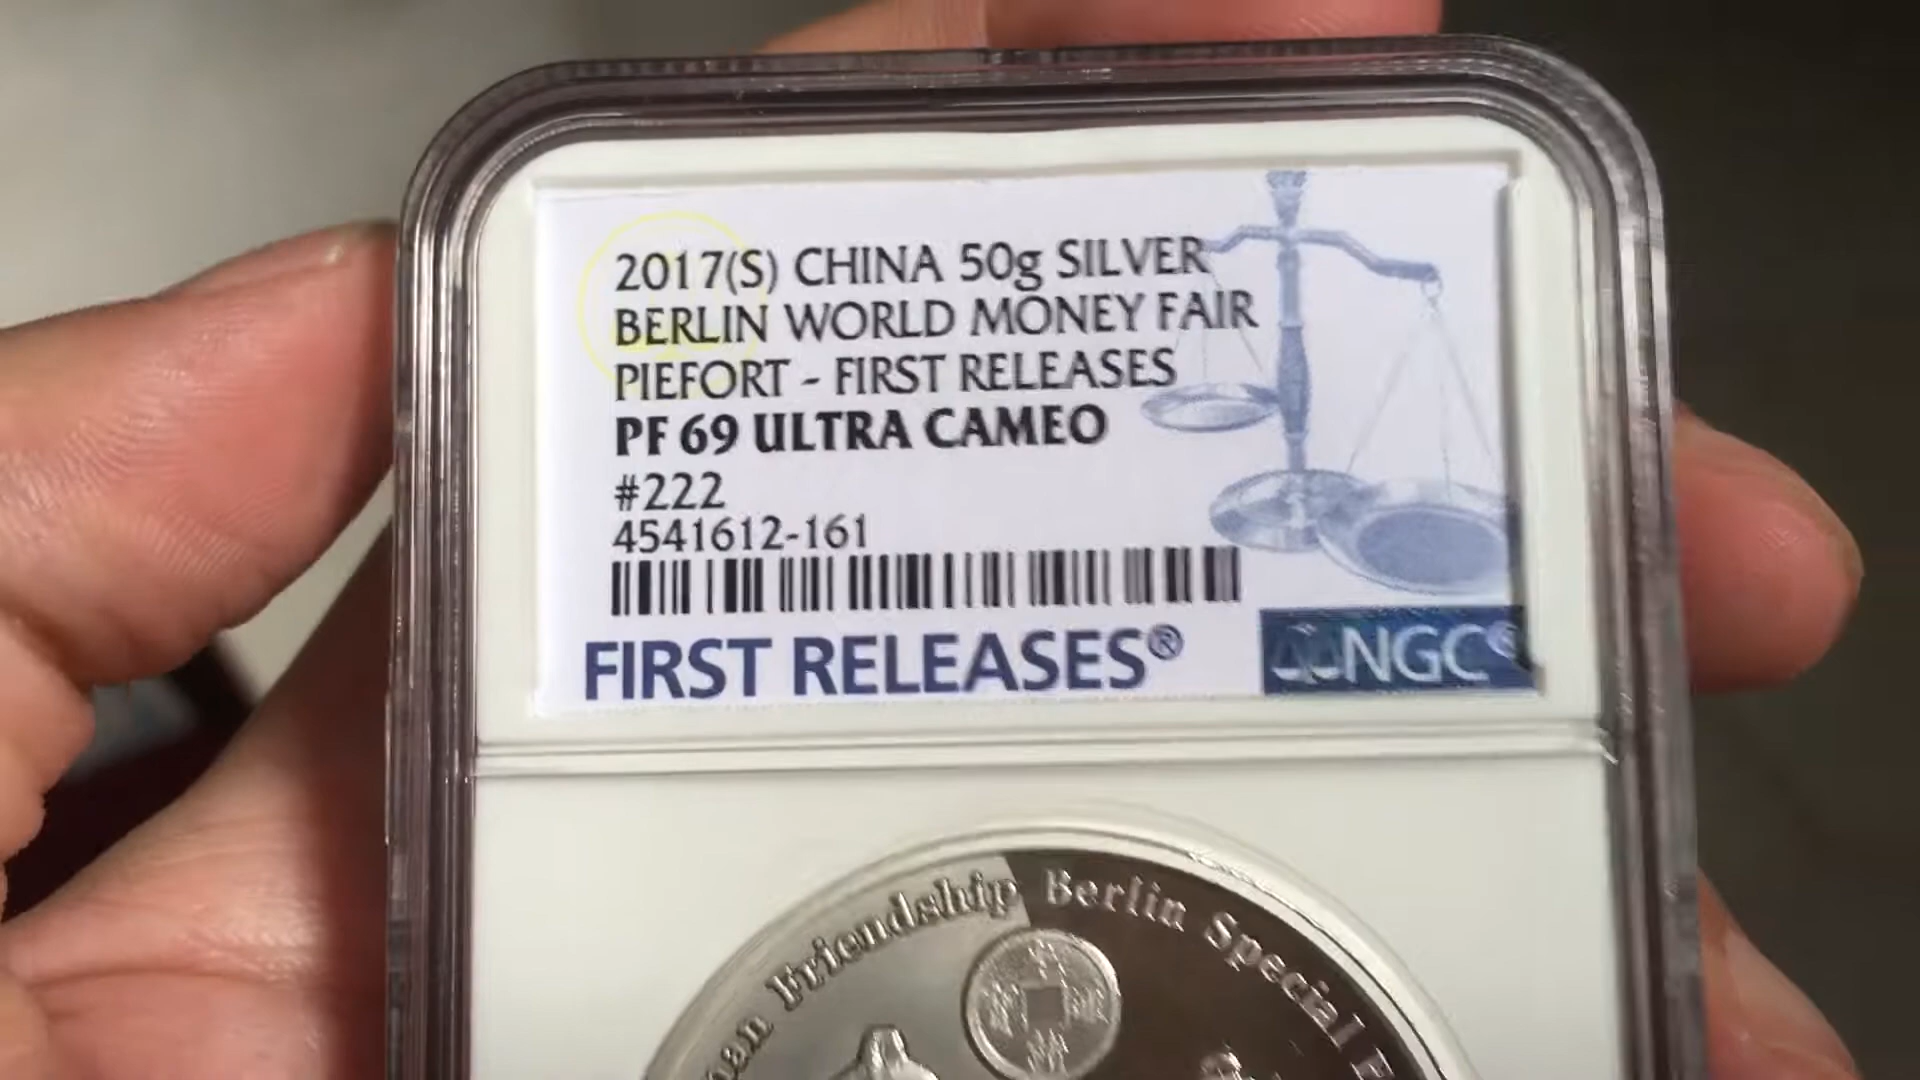 2017(S) CHINA 50g SILVER
BERLIN WORLD MONEY FAIR
PIEFORT - FIRST RELEASES
PF 69 ULTRA CAMEO
#222
4541612-161
FIRST RELEASES®
NGC®
Friendship Berlin Special